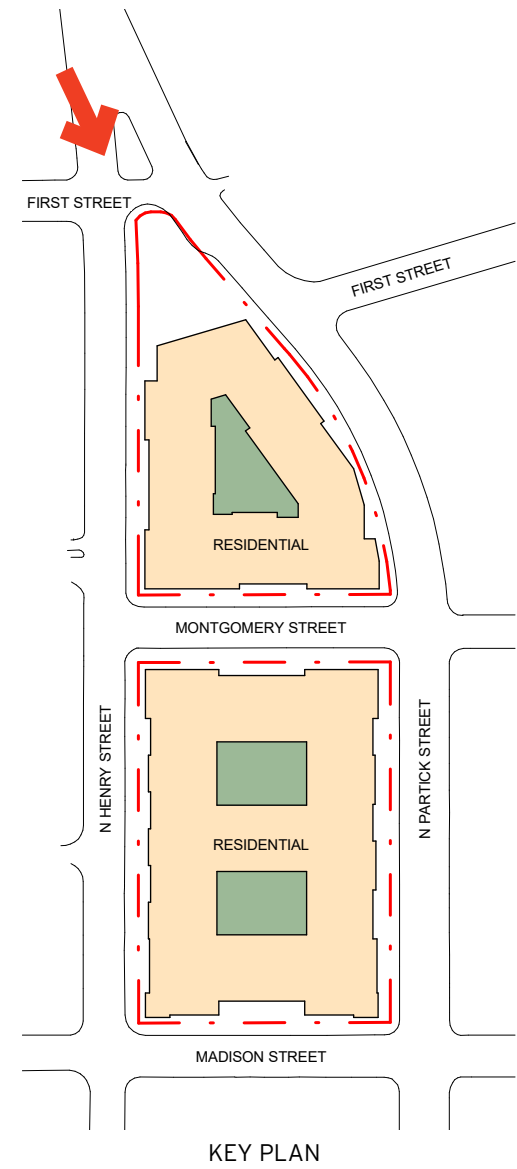 FIRST STREET
FIRST STREET
RESIDENTIAL
MONTGOMERY STREET
N HENRY STREET
N PARTICK STREET
RESIDENTIAL
MADISON STREET
KEY PLAN